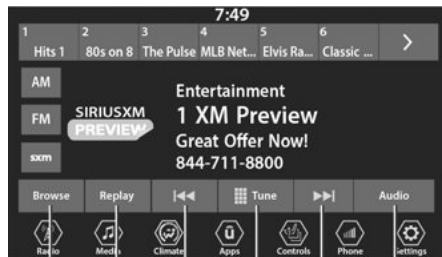 7:49
1 2 3 4 5 6
Hits 1 80s on 8 The Pulse MLB Net... Elvis Ra... Classic ...
AM
FM
sxm
SIRIUSXM
PREVIEW
Entertainment
1 XM Preview
Great Offer Now!
844-711-8800
Browse Replay Tune Audio
Radio Media Climate Apps Controls Phone Settings